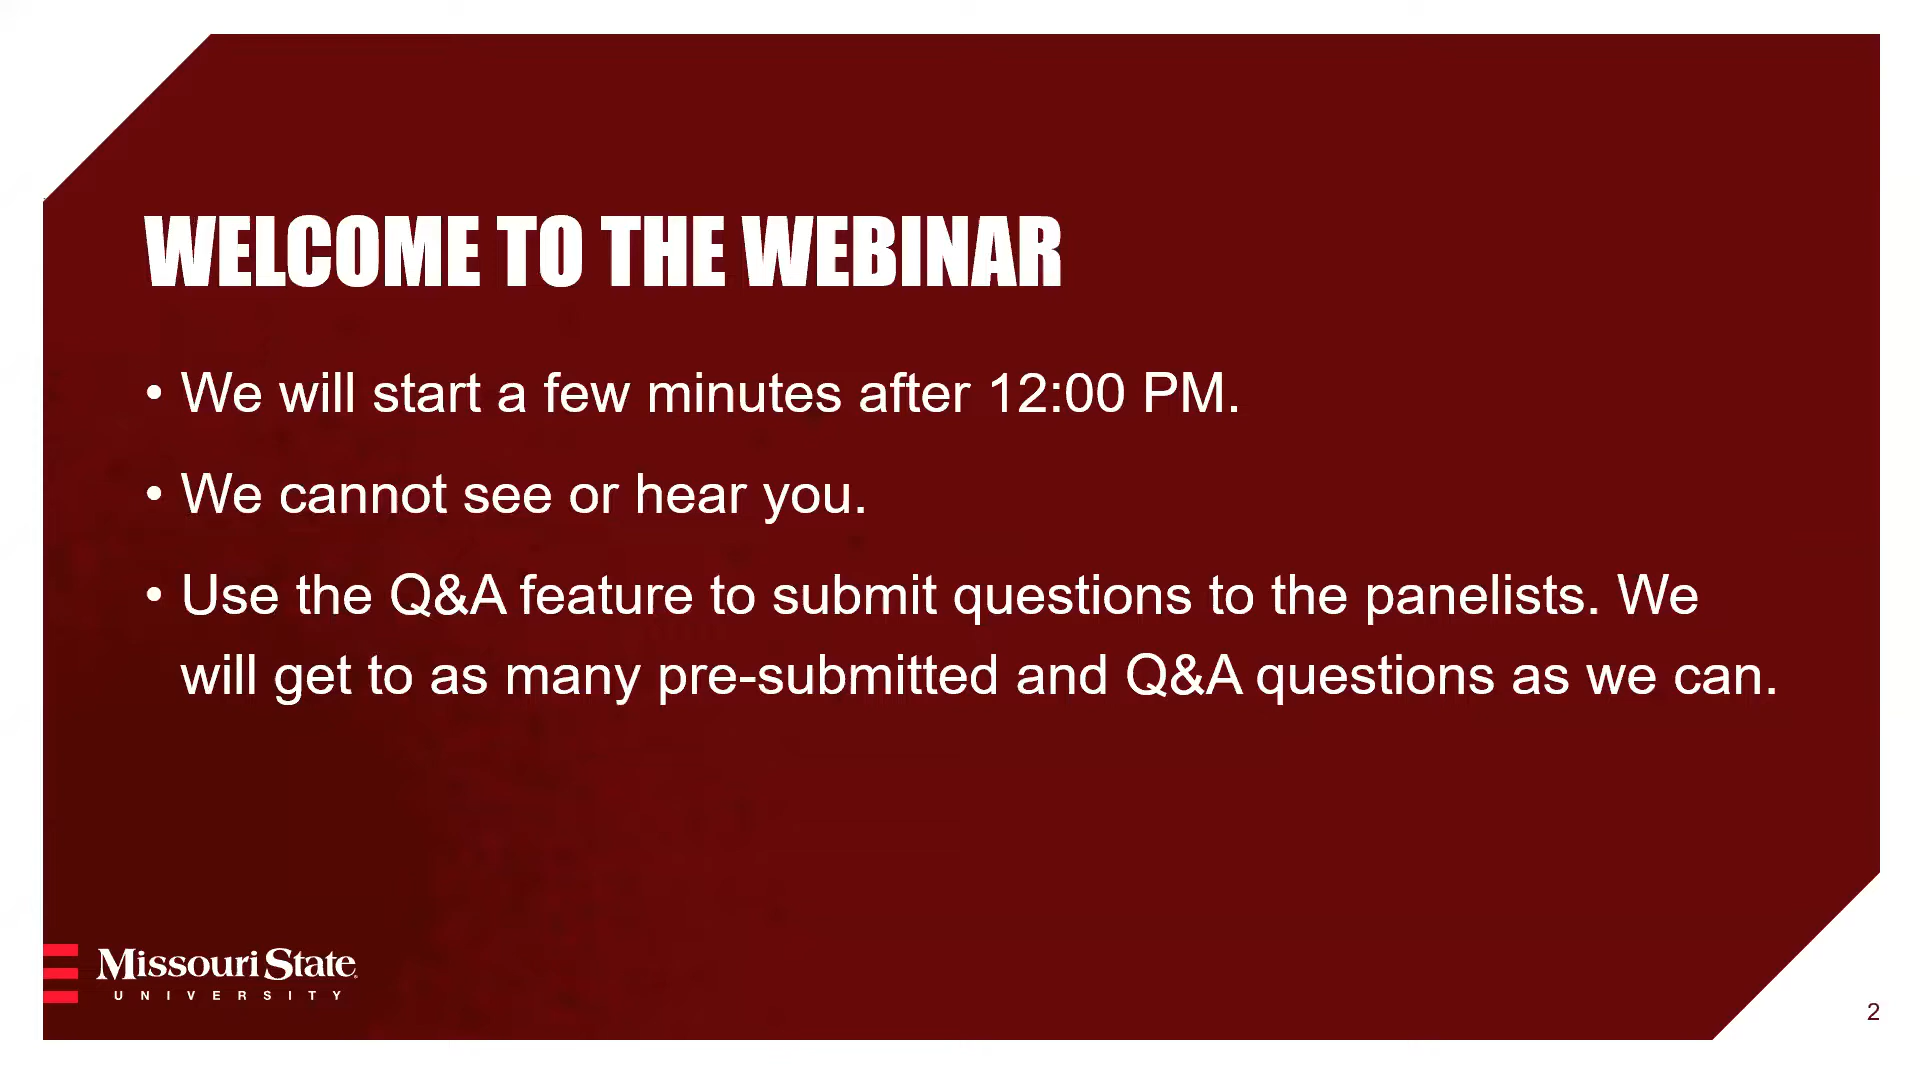 WELCOME TO THE WEBINAR
• We will start a few minutes after 12:00 PM.
• We cannot see or hear you.
• Use the Q&A feature to submit questions to the panelists. We
will get to as many pre-submitted and Q&A questions as we can.
Missouri State
UNIVERSITY
2